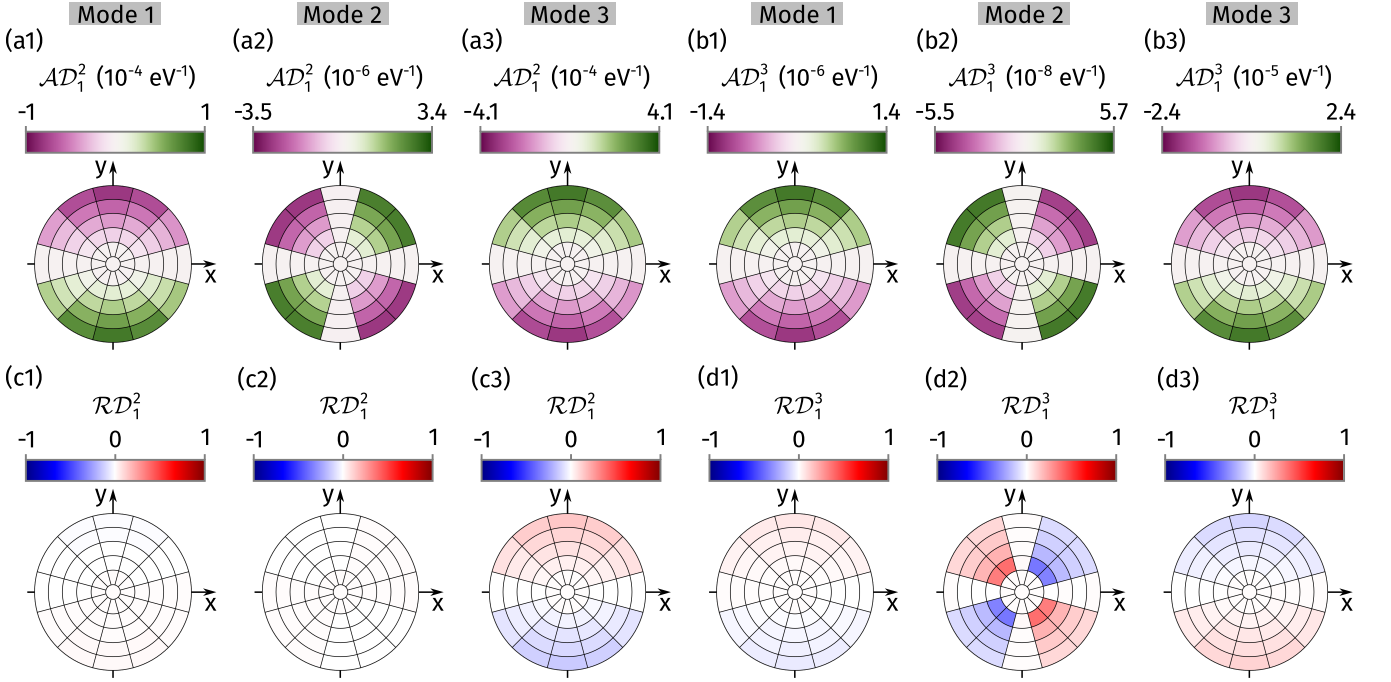 Mode 1 Mode 2 Mode 3 Mode 1 Mode 2 Mode 3
(a1) (a2) (a3) (b1) (b2) (b3)
𝒜𝒟₁² (10⁻⁴ eV⁻¹) 𝒜𝒟₁² (10⁻⁶ eV⁻¹) 𝒜𝒟₁² (10⁻⁴ eV⁻¹) 𝒜𝒟₁³ (10⁻⁶ eV⁻¹) 𝒜𝒟₁³ (10⁻⁸ eV⁻¹) 𝒜𝒟₁³ (10⁻⁵ eV⁻¹)
-1 1 -3.5 3.4 -4.1 4.1 -1.4 1.4 -5.5 5.7 -2.4 2.4
y y y y y y
x x x x x x
(c1) (c2) (c3) (d1) (d2) (d3)
ℛ𝒟₁² ℛ𝒟₁² ℛ𝒟₁² ℛ𝒟₁³ ℛ𝒟₁³ ℛ𝒟₁³
-1 0 1 -1 0 1 -1 0 1 -1 0 1 -1 0 1 -1 0 1
y y y y y y
x x x x x x